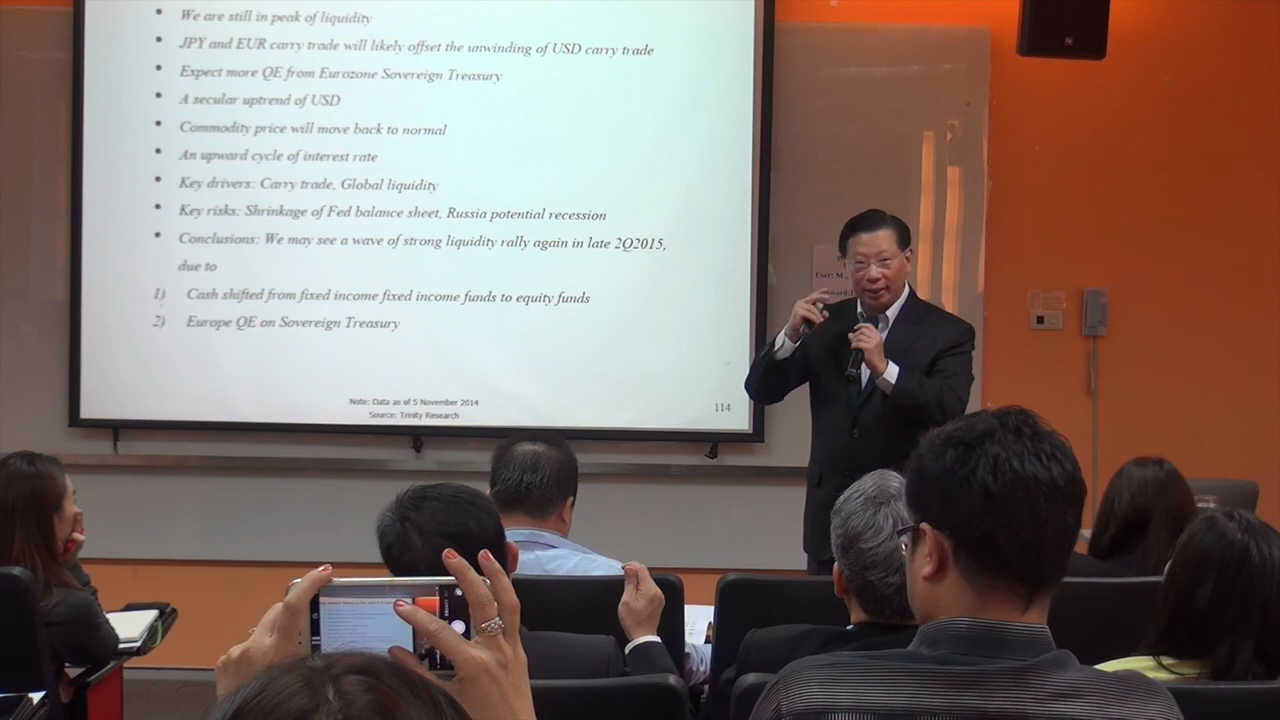 • We are still in peak of liquidity
• JPY and EUR carry trade will likely offset the unwinding of USD carry trade
• Expect more QE from Eurozone Sovereign Treasury
• A secular uptrend of USD
• Commodity price will move back to normal
• An upward cycle of interest rate
• Key drivers: Carry trade, Global liquidity
• Key risks: Shrinkage of Fed balance sheet, Russia potential recession
• Conclusions: We may see a wave of strong liquidity rally again in late 2Q2015,
due to
1) Cash shifted from fixed income fixed income funds to equity funds
2) Europe QE on Sovereign Treasury
Note: Data as of 5 November 2014
Source: Trinity Research
114
User: M